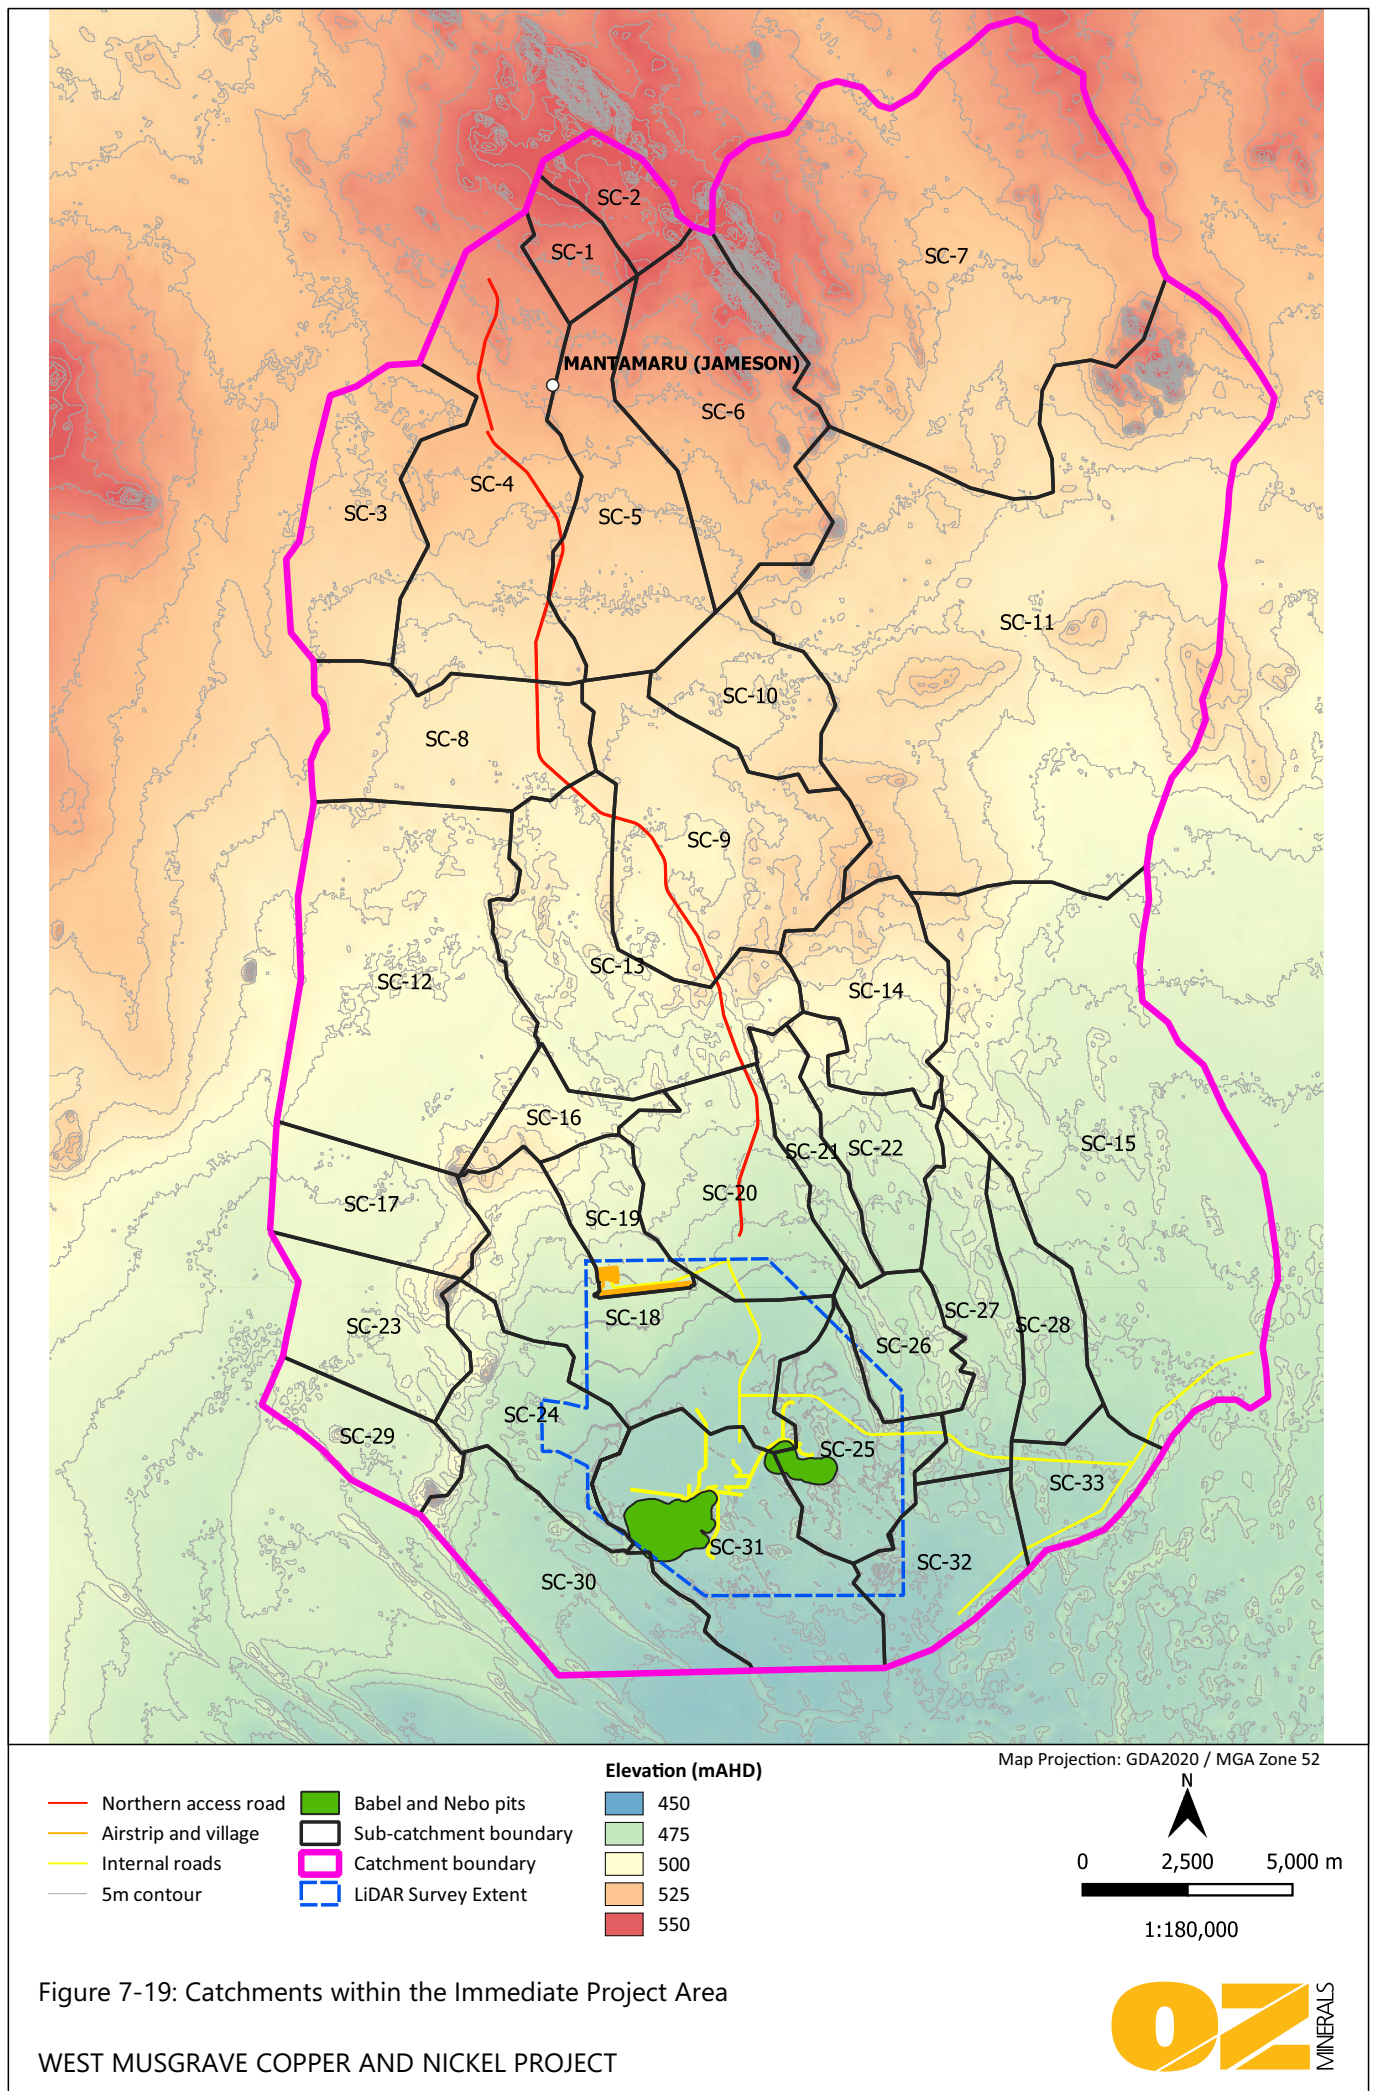 SC-2
SC-1
SC-7
MANTAMARU (JAMESON)
SC-6
SC-4
SC-3
SC-5
SC-11
SC-10
SC-8
SC-9
SC-13
SC-12
SC-14
SC-16
SC-15
SC-21
SC-22
SC-17
SC-20
SC-19
SC-18
SC-27
SC-23
SC-28
SC-26
SC-24
SC-29
SC-25
SC-33
SC-31
SC-32
SC-30
Map Projection: GDA2020 / MGA Zone 52
Northern access road
Airstrip and village
Internal roads
5m contour
Babel and Nebo pits
Sub-catchment boundary
Catchment boundary
LiDAR Survey Extent
Elevation (mAHD)
450
475
500
525
550
N
0 2,500 5,000 m
1:180,000
Figure 7-19: Catchments within the Immediate Project Area
WEST MUSGRAVE COPPER AND NICKEL PROJECT
OZ
MINERALS